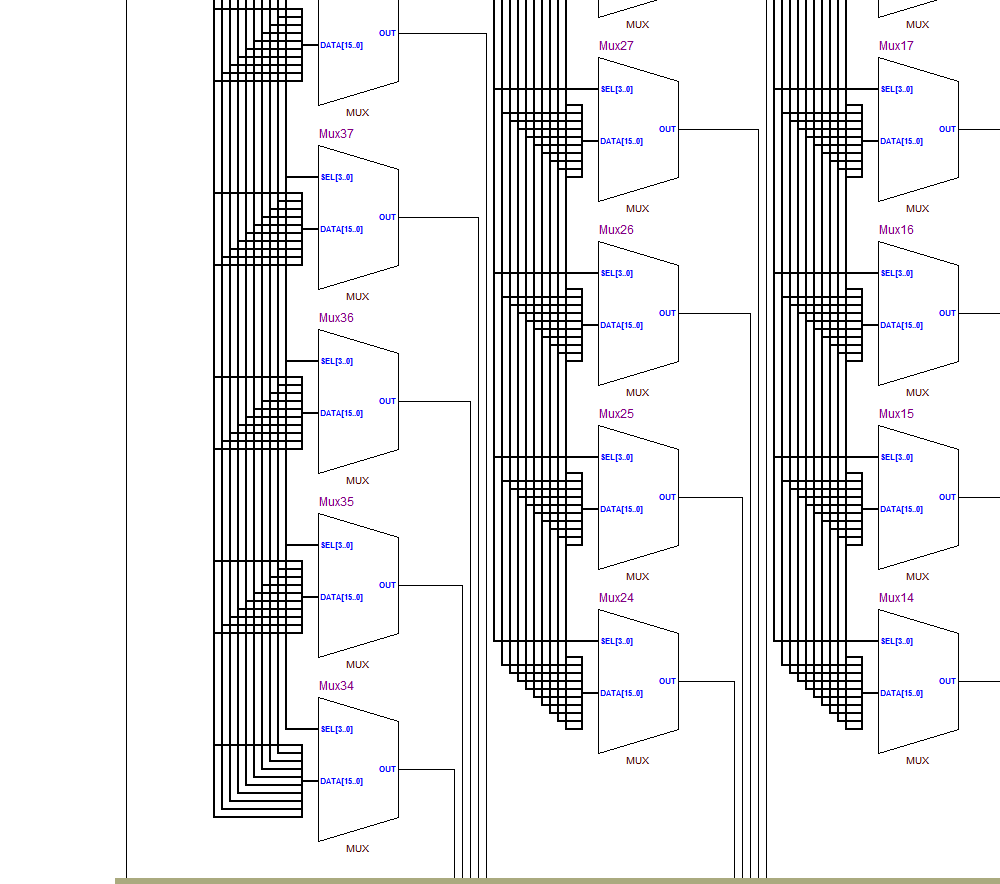 OUT
DATA[15..0]
MUX
Mux37
SEL[3..0]
OUT
DATA[15..0]
MUX
Mux36
SEL[3..0]
OUT
DATA[15..0]
MUX
Mux35
SEL[3..0]
OUT
DATA[15..0]
MUX
Mux34
SEL[3..0]
OUT
DATA[15..0]
MUX
MUX
Mux27
SEL[3..0]
OUT
DATA[15..0]
MUX
Mux26
SEL[3..0]
OUT
DATA[15..0]
MUX
Mux25
SEL[3..0]
OUT
DATA[15..0]
MUX
Mux24
SEL[3..0]
OUT
DATA[15..0]
MUX
MUX
Mux17
SEL[3..0]
OUT
DATA[15..0]
MUX
Mux16
SEL[3..0]
OUT
DATA[15..0]
MUX
Mux15
SEL[3..0]
OUT
DATA[15..0]
MUX
Mux14
SEL[3..0]
OUT
DATA[15..0]
MUX